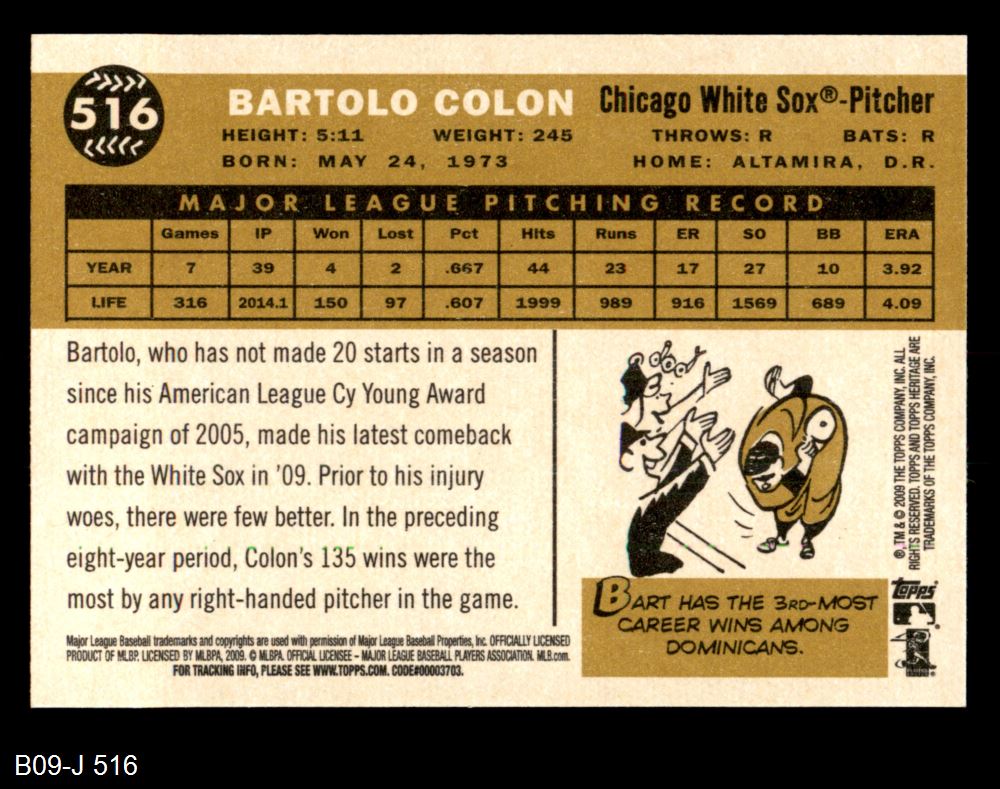 516
BARTOLO COLON Chicago White Sox®-Pitcher
HEIGHT: 5:11 WEIGHT: 245 THROWS: R BATS: R
BORN: MAY 24, 1973 HOME: ALTAMIRA, D.R.
MAJOR LEAGUE PITCHING RECORD
Games IP Won Lost Pct Hits Runs ER SO BB ERA
YEAR 7 39 4 2 .667 44 23 17 27 10 3.92
LIFE 316 2014.1 150 97 .607 1999 989 916 1569 689 4.09
Bartolo, who has not made 20 starts in a season
since his American League Cy Young Award
campaign of 2005, made his latest comeback
with the White Sox in '09. Prior to his injury
woes, there were few better. In the preceding
eight-year period, Colon's 135 wins were the
most by any right-handed pitcher in the game.
Major League Baseball trademarks and copyrights are used with permission of Major League Baseball Properties, Inc. OFFICIALLY LICENSED
PRODUCT OF MLBP. LICENSED BY MLBPA, 2009. © MLBPA. OFFICIAL LICENSEE – MAJOR LEAGUE BASEBALL PLAYERS ASSOCIATION. MLB.com.
FOR TRACKING INFO, PLEASE SEE WWW.TOPPS.COM. CODE#00003703.
BART HAS THE 3RD-MOST
CAREER WINS AMONG
DOMINICANS.
®,TM & © 2009 THE TOPPS COMPANY, INC. ALL
RIGHTS RESERVED. TOPPS AND TOPPS HERITAGE ARE
TRADEMARKS OF THE TOPPS COMPANY, INC.
Topps
B09-J 516